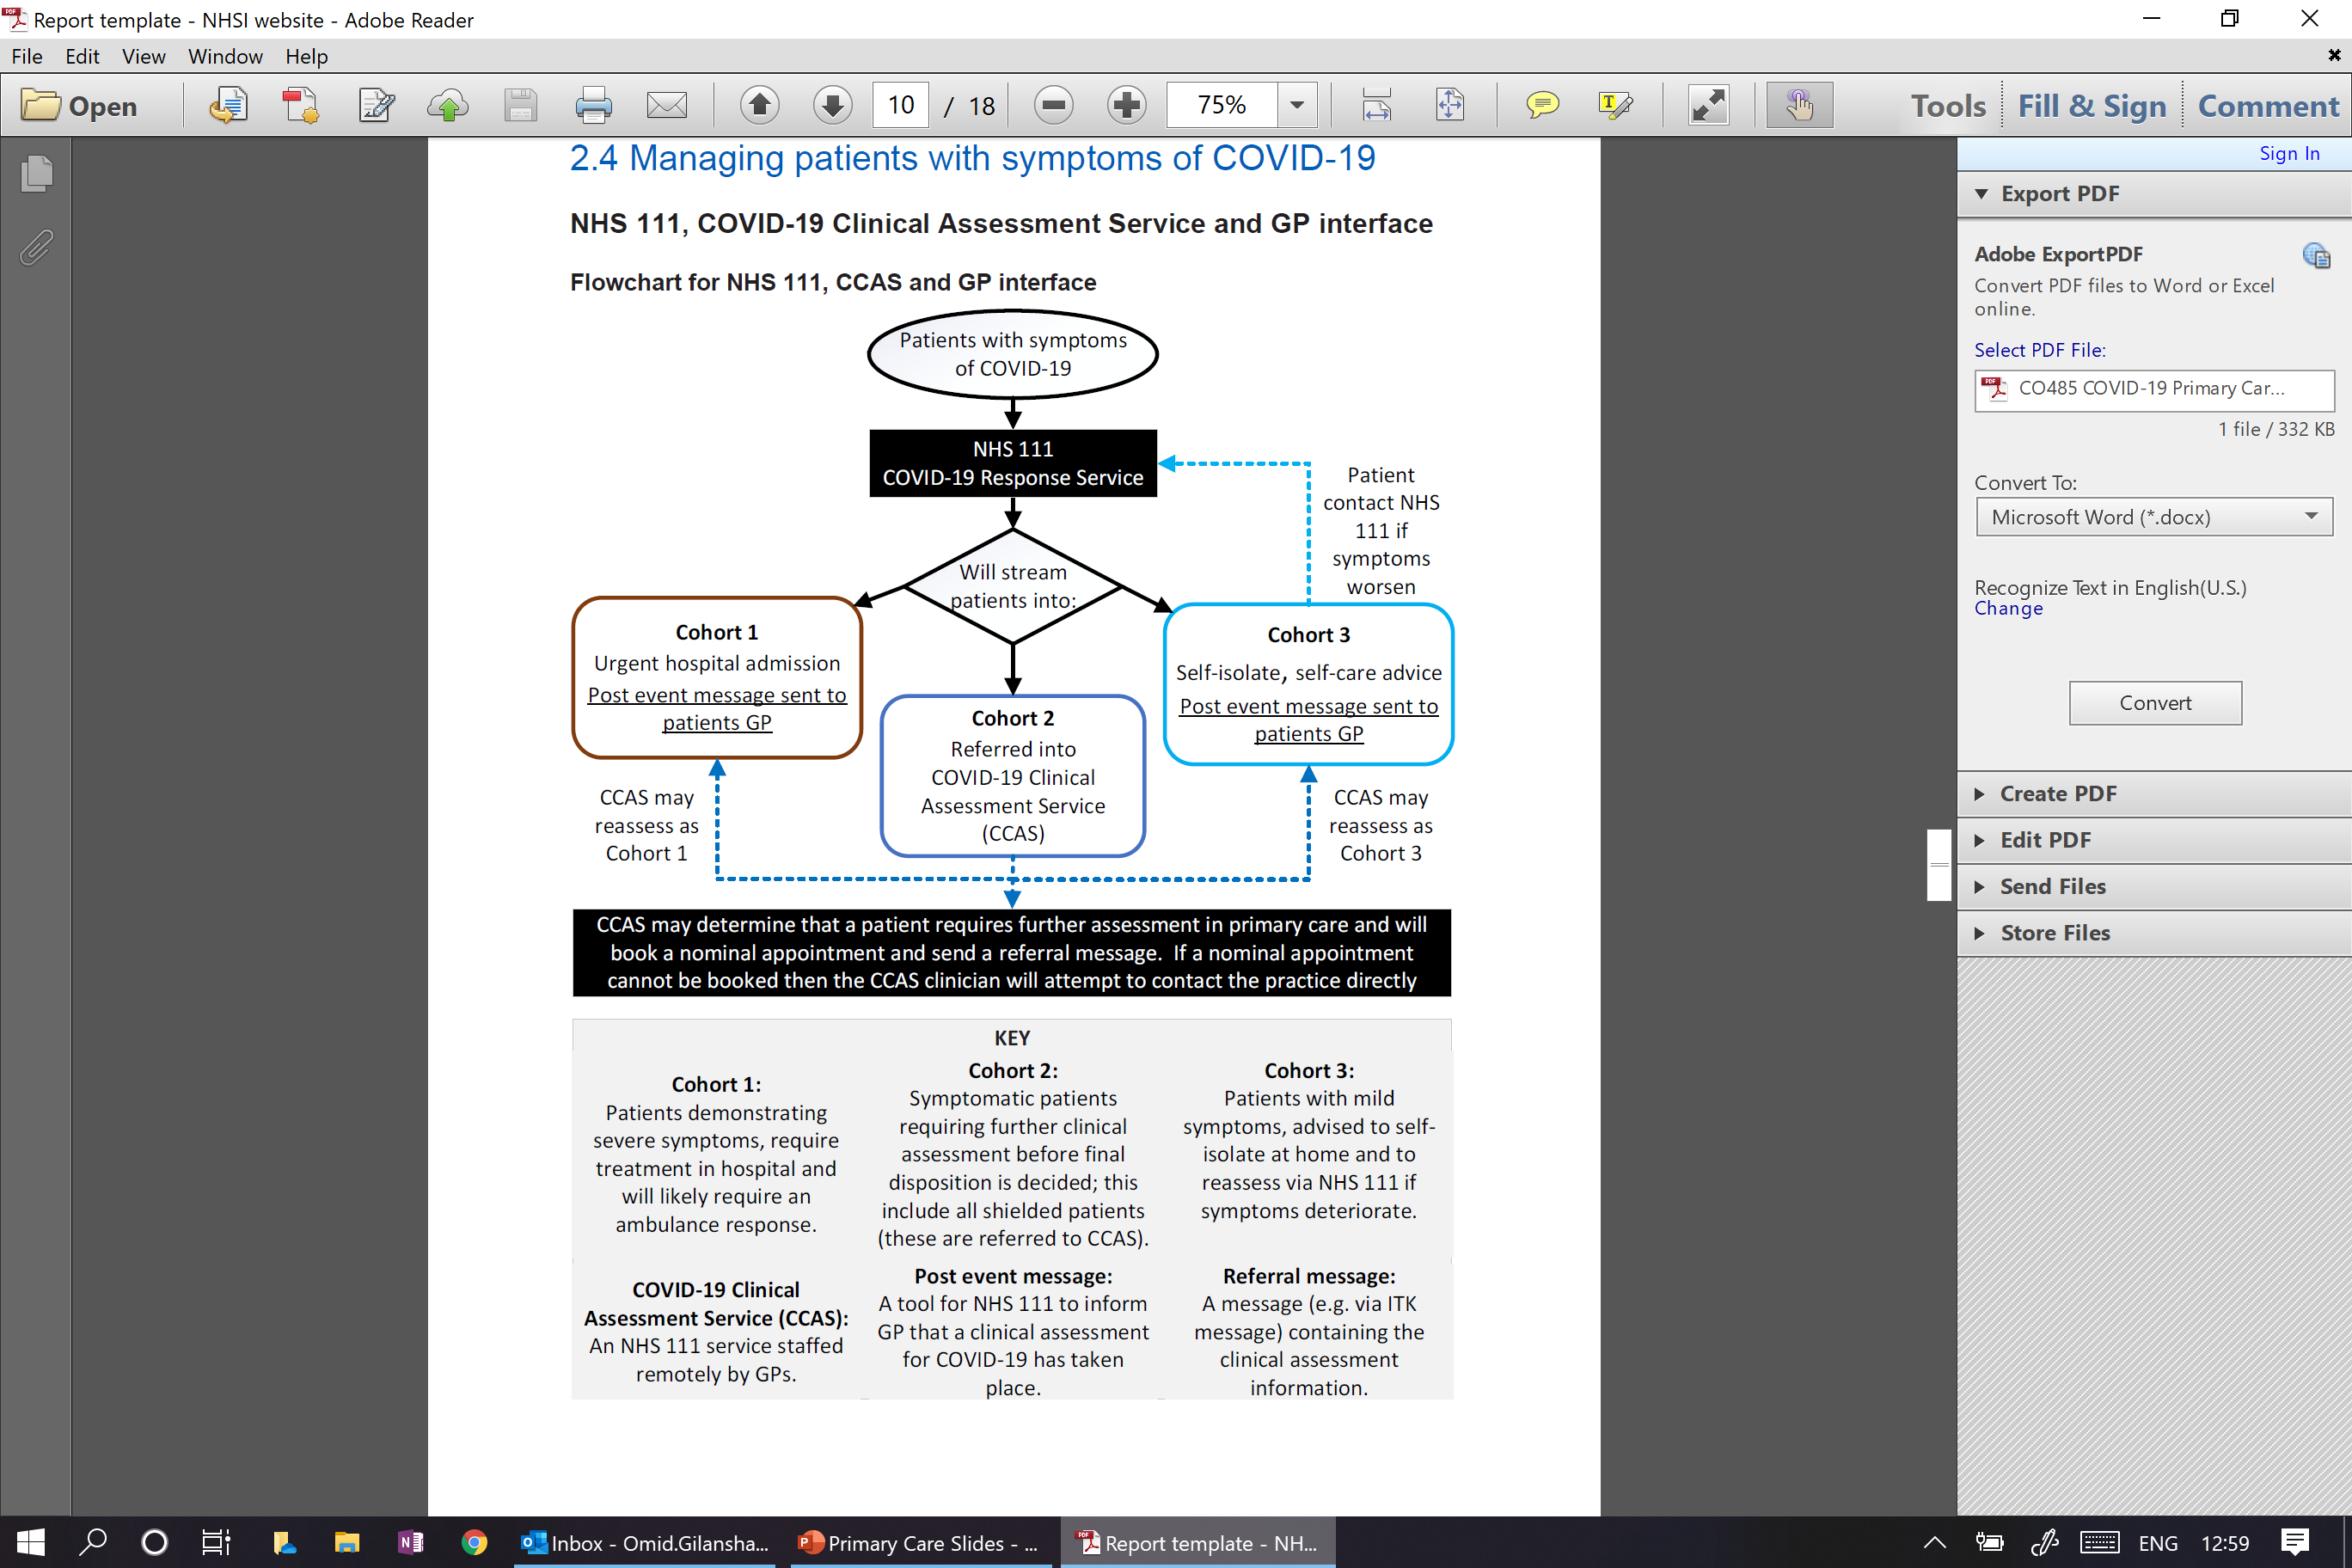 Report template - NHSI website - Adobe Reader
File Edit View Window Help
Open 10 / 18 75% Tools Fill & Sign Comment
Sign In
2.4 Managing patients with symptoms of COVID-19
NHS 111, COVID-19 Clinical Assessment Service and GP interface
Flowchart for NHS 111, CCAS and GP interface
Patients with symptoms
of COVID-19
NHS 111
COVID-19 Response Service
Patient
contact NHS
111 if
symptoms
worsen
Will stream
patients into:
Cohort 1
Urgent hospital admission
Post event message sent to
patients GP
Cohort 2
Referred into
COVID-19 Clinical
Assessment Service
(CCAS)
Cohort 3
Self-isolate, self-care advice
Post event message sent to
patients GP
CCAS may
reassess as
Cohort 1
CCAS may
reassess as
Cohort 3
CCAS may determine that a patient requires further assessment in primary care and will
book a nominal appointment and send a referral message. If a nominal appointment
cannot be booked then the CCAS clinician will attempt to contact the practice directly
KEY
Cohort 1:
Patients demonstrating
severe symptoms, require
treatment in hospital and
will likely require an
ambulance response.
Cohort 2:
Symptomatic patients
requiring further clinical
assessment before final
disposition is decided; this
include all shielded patients
(these are referred to CCAS).
Cohort 3:
Patients with mild
symptoms, advised to self-
isolate at home and to
reassess via NHS 111 if
symptoms deteriorate.
COVID-19 Clinical
Assessment Service (CCAS):
An NHS 111 service staffed
remotely by GPs.
Post event message:
A tool for NHS 111 to inform
GP that a clinical assessment
for COVID-19 has taken
place.
Referral message:
A message (e.g. via ITK
message) containing the
clinical assessment
information.
Export PDF
Adobe ExportPDF
Convert PDF files to Word or Excel
online.
Select PDF File:
CO485 COVID-19 Primary Car...
1 file / 332 KB
Convert To:
Microsoft Word (*.docx)
Recognize Text in English(U.S.)
Change
Convert
Create PDF
Edit PDF
Send Files
Store Files
Inbox - Omid.Gilansha... Primary Care Slides - ... Report template - NH... ENG 12:59